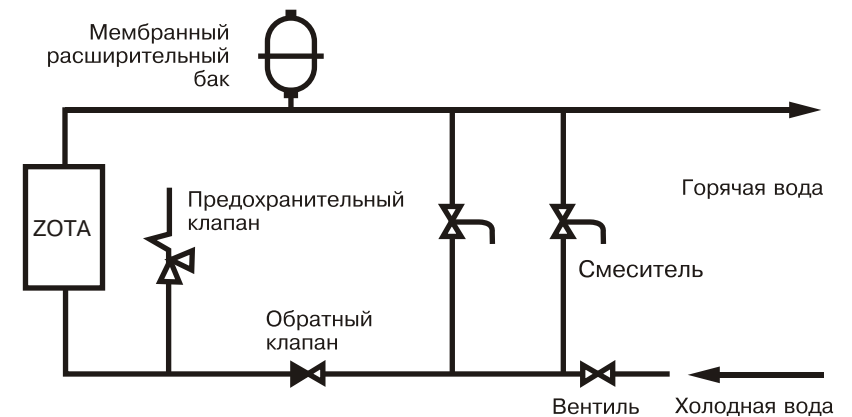 Мембранный
расширительный
бак
Горячая вода
Предохранительный
клапан
ZOTA
Смеситель
Обратный
клапан
Вентиль
Холодная вода